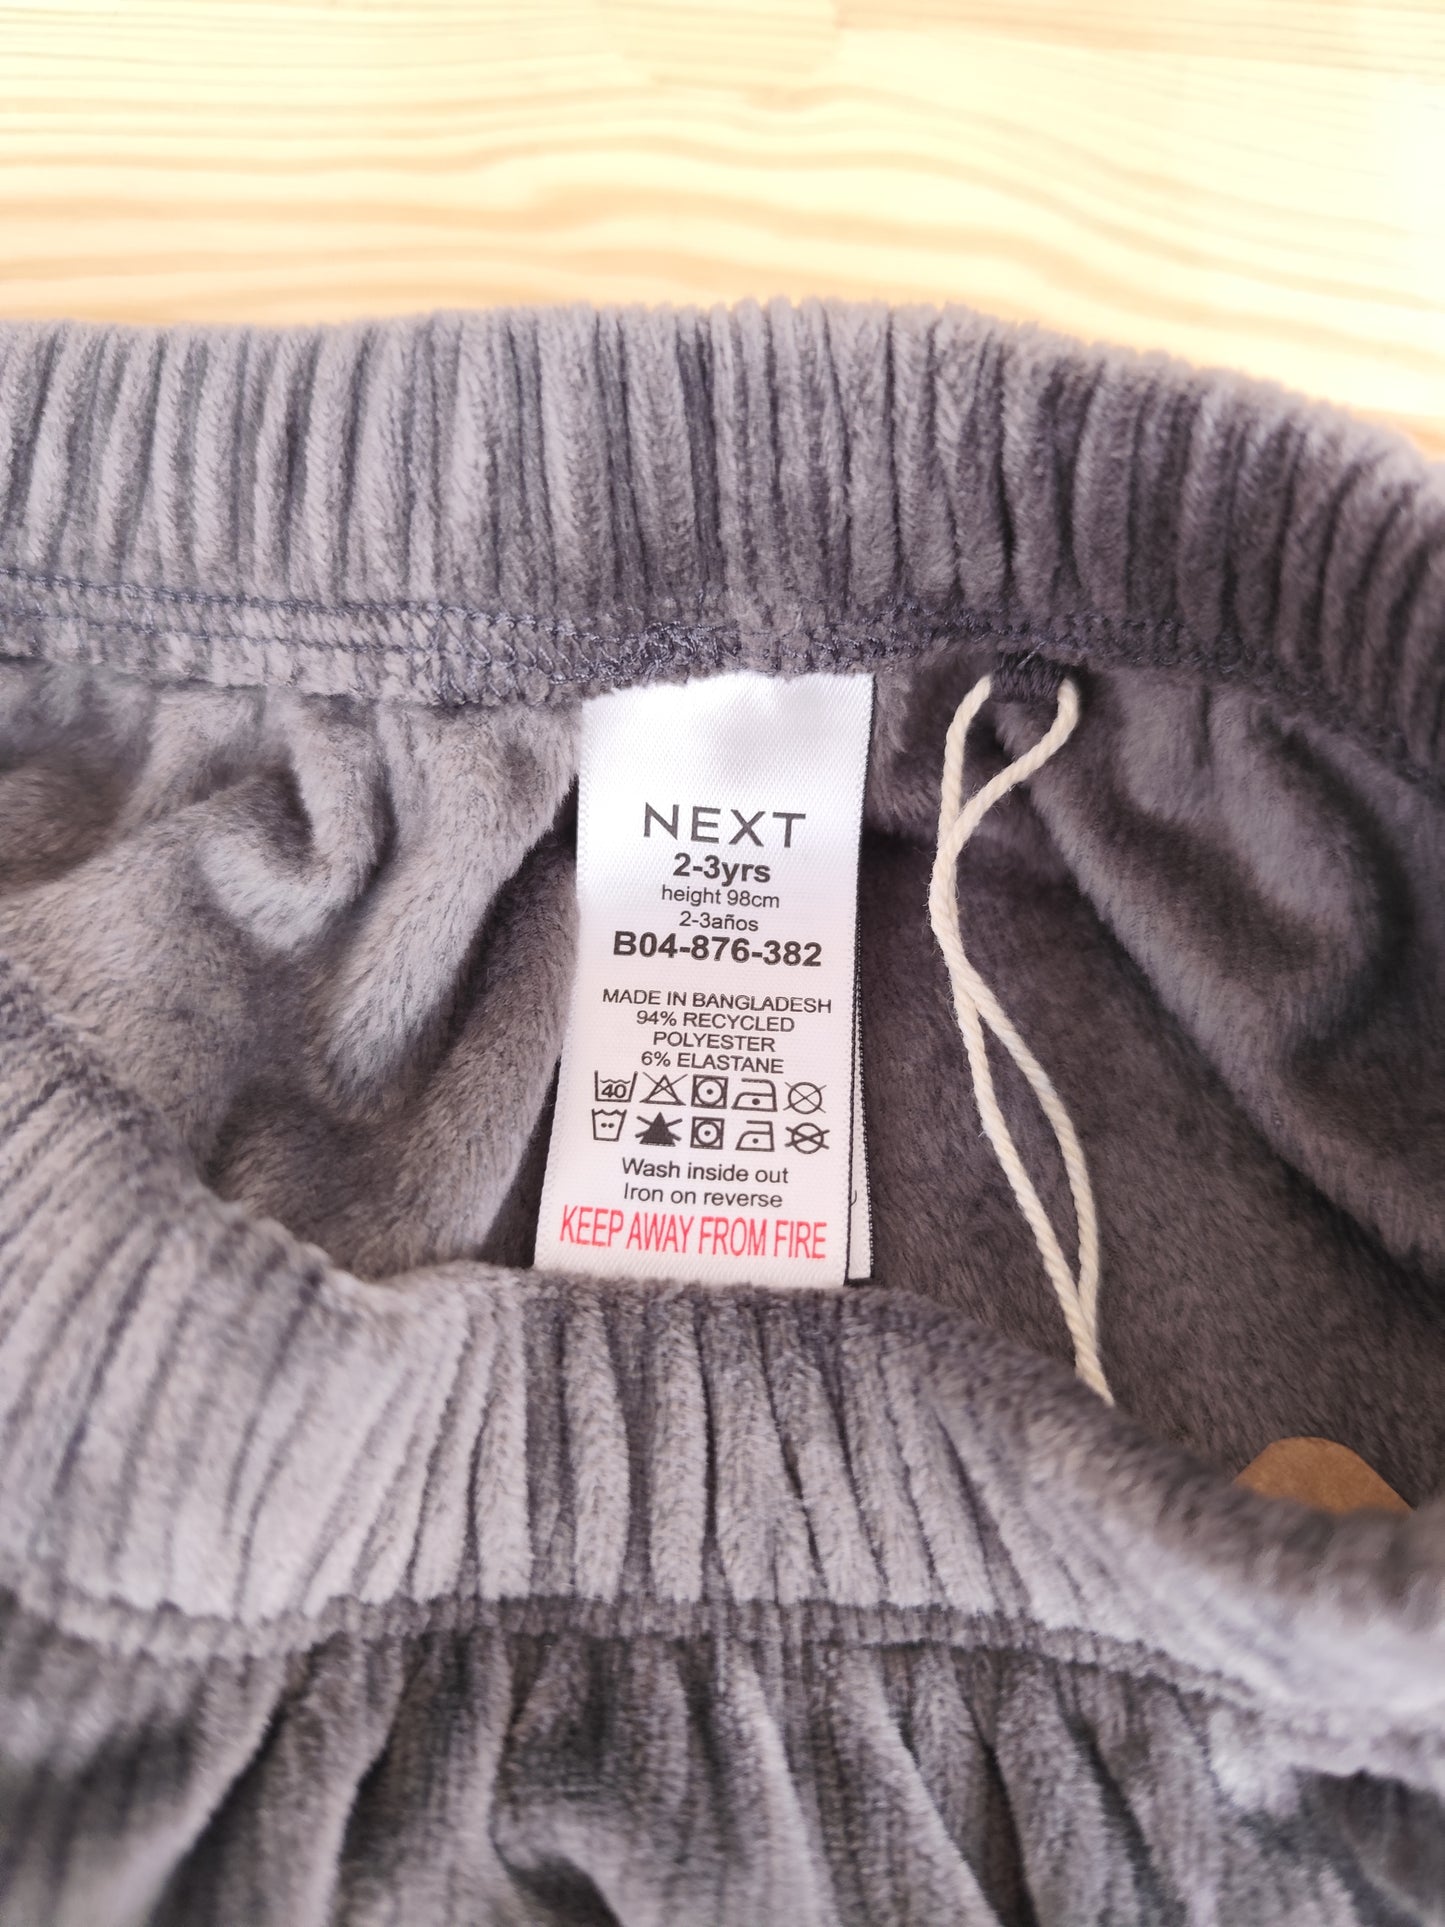 NEXT
2-3yrs
height 98cm
2-3años
B04-876-382
MADE IN BANGLADESH
94% RECYCLED
POLYESTER
6% ELASTANE
40
Wash inside out
Iron on reverse
KEEP AWAY FROM FIRE